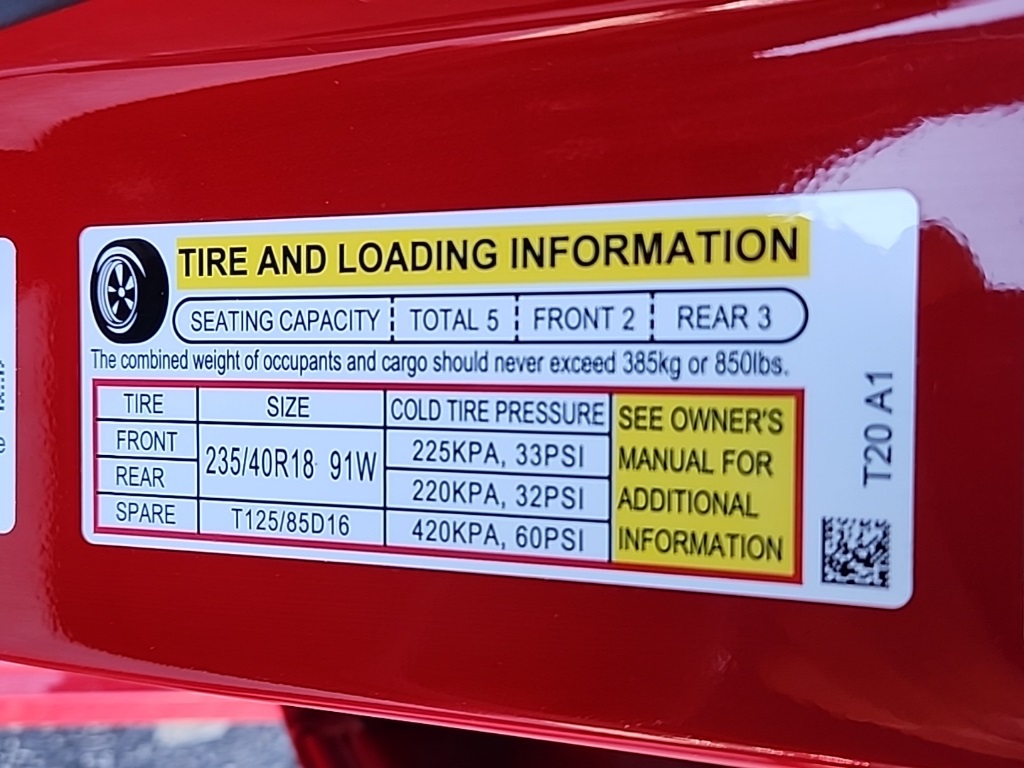 TIRE AND LOADING INFORMATION
SEATING CAPACITY TOTAL 5 FRONT 2 REAR 3
The combined weight of occupants and cargo should never exceed 385kg or 850lbs.
TIRE SIZE COLD TIRE PRESSURE
FRONT 235/40R18 91W 225KPA, 33PSI
REAR 220KPA, 32PSI
SPARE T125/85D16 420KPA, 60PSI
SEE OWNER'S
MANUAL FOR
ADDITIONAL
INFORMATION
T20 A1